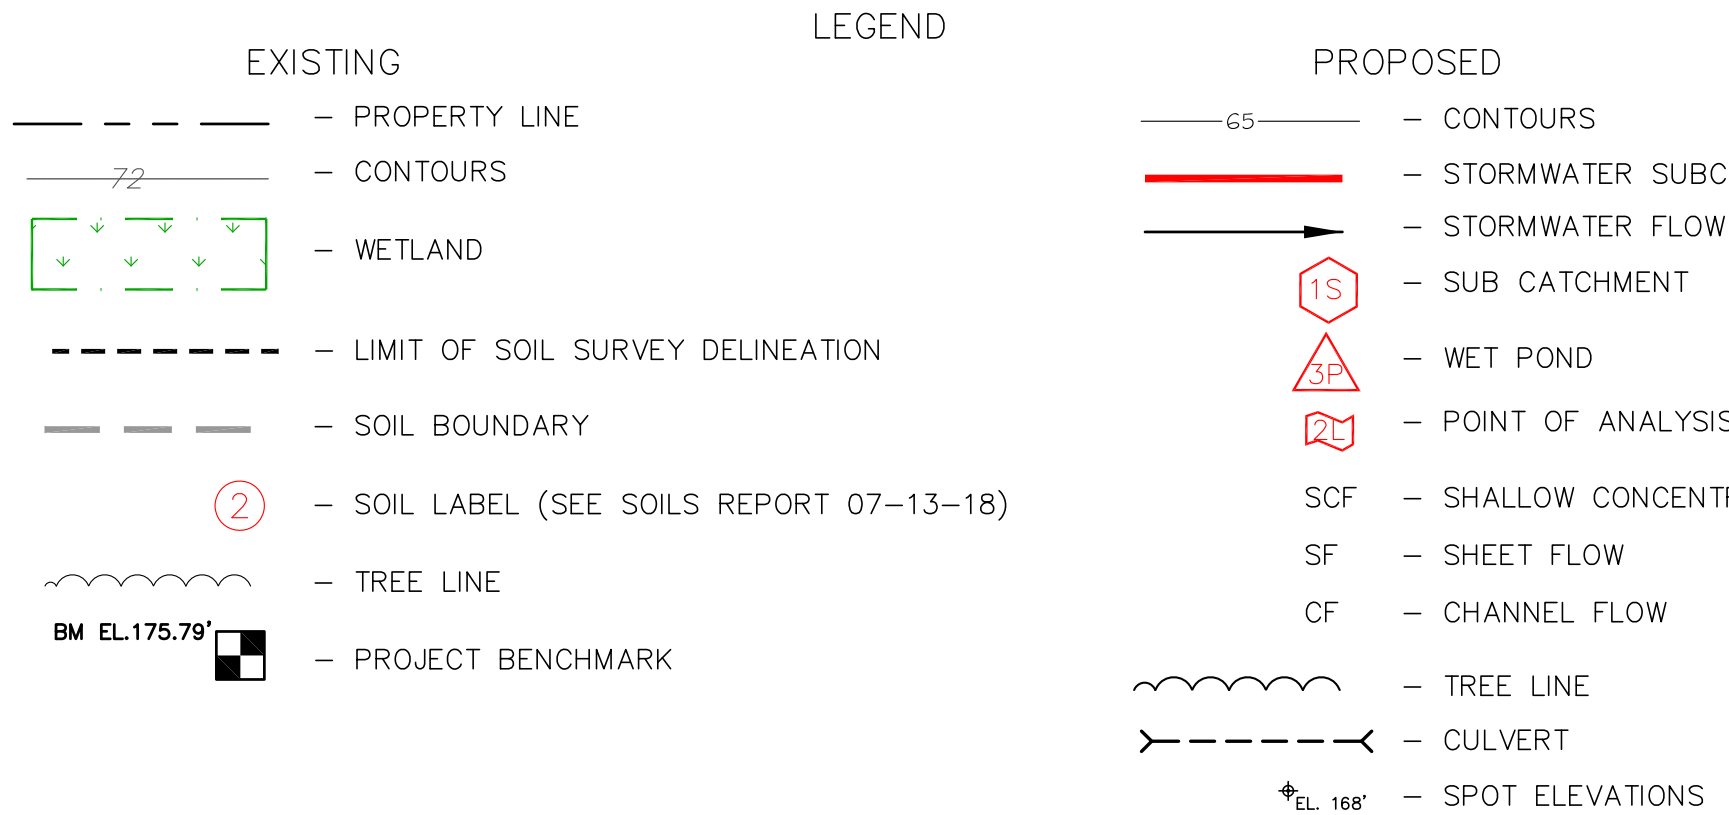 LEGEND
EXISTING
– PROPERTY LINE
72 – CONTOURS
– WETLAND
– LIMIT OF SOIL SURVEY DELINEATION
– SOIL BOUNDARY
2 – SOIL LABEL (SEE SOILS REPORT 07–13–18)
– TREE LINE
BM EL.175.79'
– PROJECT BENCHMARK
PROPOSED
65 – CONTOURS
– STORMWATER
– STORMWATER FLOW
1S – SUB CATCHMENT
3P – WET POND
2L – POINT OF ANALYSIS
SCF – SHALLOW
SF – SHEET FLOW
CF – CHANNEL FLOW
– TREE LINE
– CULVERT
EL. 168' – SPOT ELEVATIONS